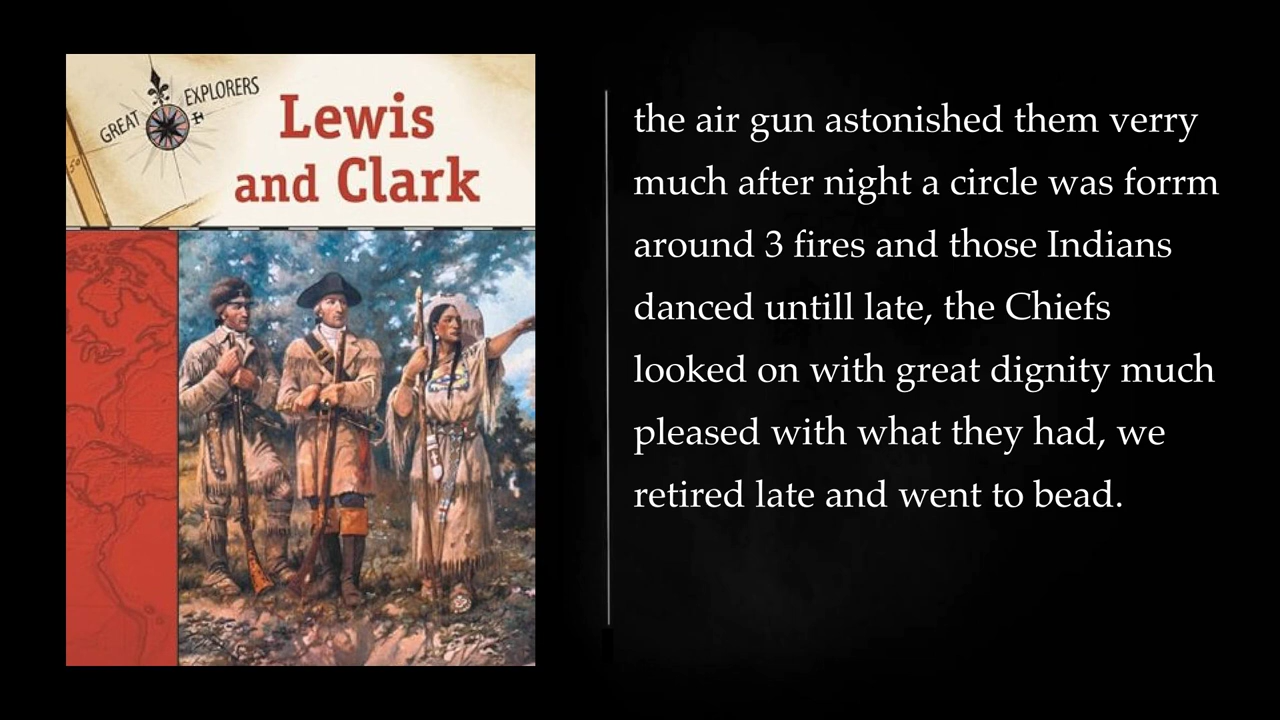 GREAT EXPLORERS
Lewis
and Clark
50
the air gun astonished them verry
much after night a circle was forrm
around 3 fires and those Indians
danced untill late, the Chiefs
looked on with great dignity much
pleased with what they had, we
retired late and went to bead.